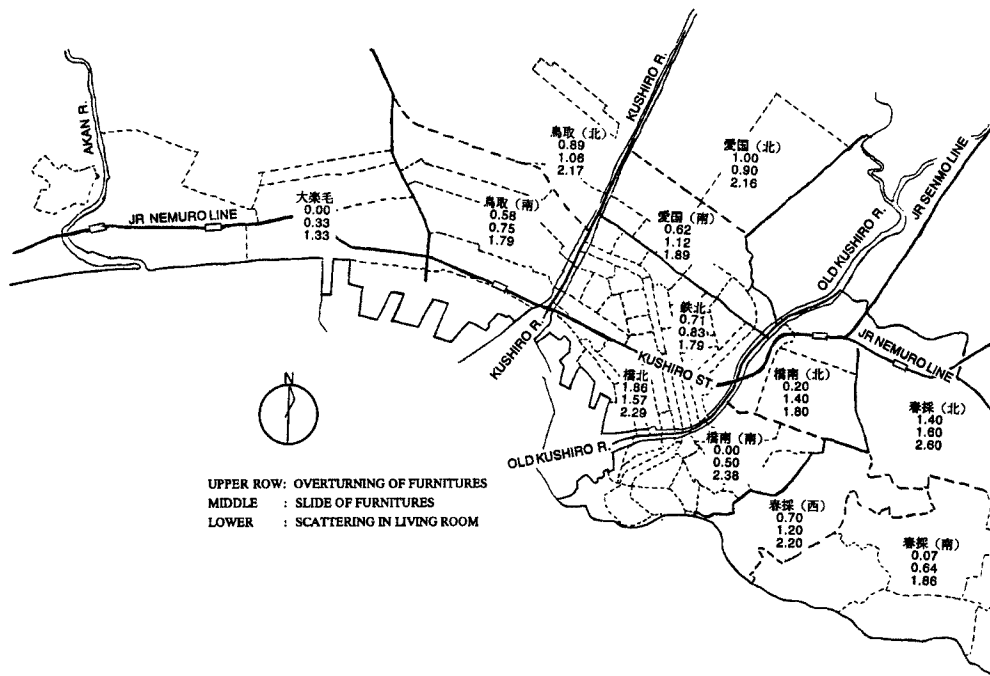 KUSHIRO R.
AKAN R.
鳥取（北）
0.89
1.06
2.17
愛国（北）
1.00
0.90
2.16
JR SENMO LINE
大楽毛
0.00
0.33
1.33
JR NEMURO LINE
鳥取（南）
0.58
0.75
1.79
愛国（南）
0.62
1.12
1.89
OLD KUSHIRO R.
鉄北
0.71
0.83
1.79
KUSHIRO R.
KUSHIRO ST.
JR NEMURO LINE
橋北
1.86
1.57
2.29
橋南（北）
0.20
1.40
1.80
春採（北）
1.40
1.60
2.60
N
OLD KUSHIRO R.
橋南（南）
0.00
0.50
2.38
UPPER ROW: OVERTURNING OF FURNITURES
MIDDLE : SLIDE OF FURNITURES
LOWER : SCATTERING IN LIVING ROOM
春採（西）
0.70
1.20
2.20
春採（南）
0.07
0.64
1.86